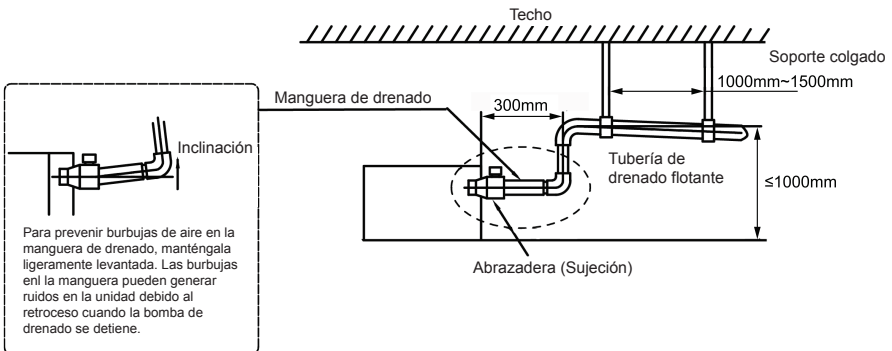 Techo
Soporte colgado
1000mm~1500mm
Manguera de drenado
300mm
Inclinación
Tubería de
drenado flotante
≤1000mm
Para prevenir burbujas de aire en la
manguera de drenado, manténgala
ligeramente levantada. Las burbujas
enl la manguera pueden generar
ruidos en la unidad debido al
retroceso cuando la bomba de
drenado se detiene.
Abrazadera (Sujeción)